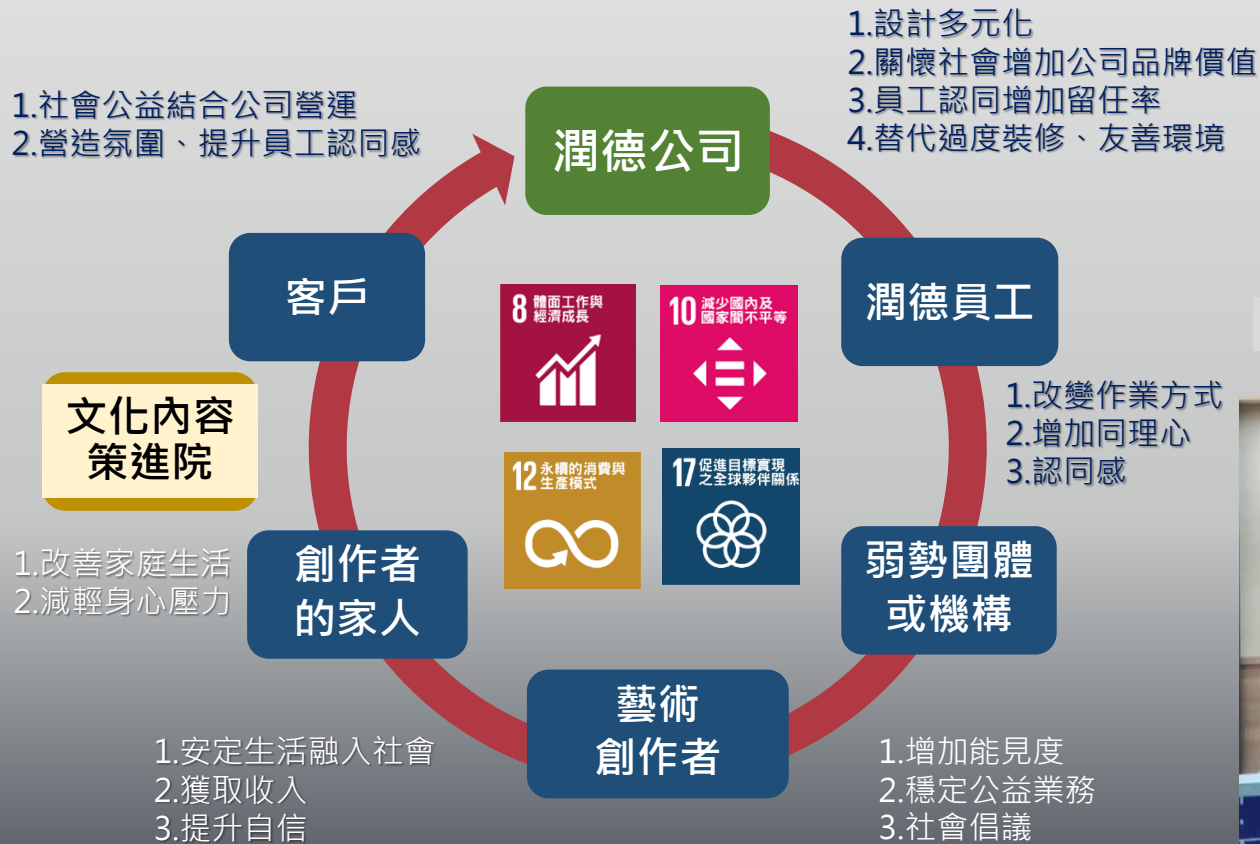 1.設計多元化
2.關懷社會增加公司品牌價值
3.員工認同增加留任率
4.替代過度裝修、友善環境
1.社會公益結合公司營運
2.營造氛圍、提升員工認同感
潤德公司
客戶
潤德員工
8 體面工作與
經濟成長
10 減少國內及
國家間不平等
文化內容
策進院
1.改變作業方式
2.增加同理心
3.認同感
12 永續的消費與
生產模式
17 促進目標實現
之全球夥伴關係
1.改善家庭生活
2.減輕身心壓力
創作者
的家人
弱勢團體
或機構
藝術
創作者
1.安定生活融入社會
2.獲取收入
3.提升自信
1.增加能見度
2.穩定公益業務
3.社會倡議